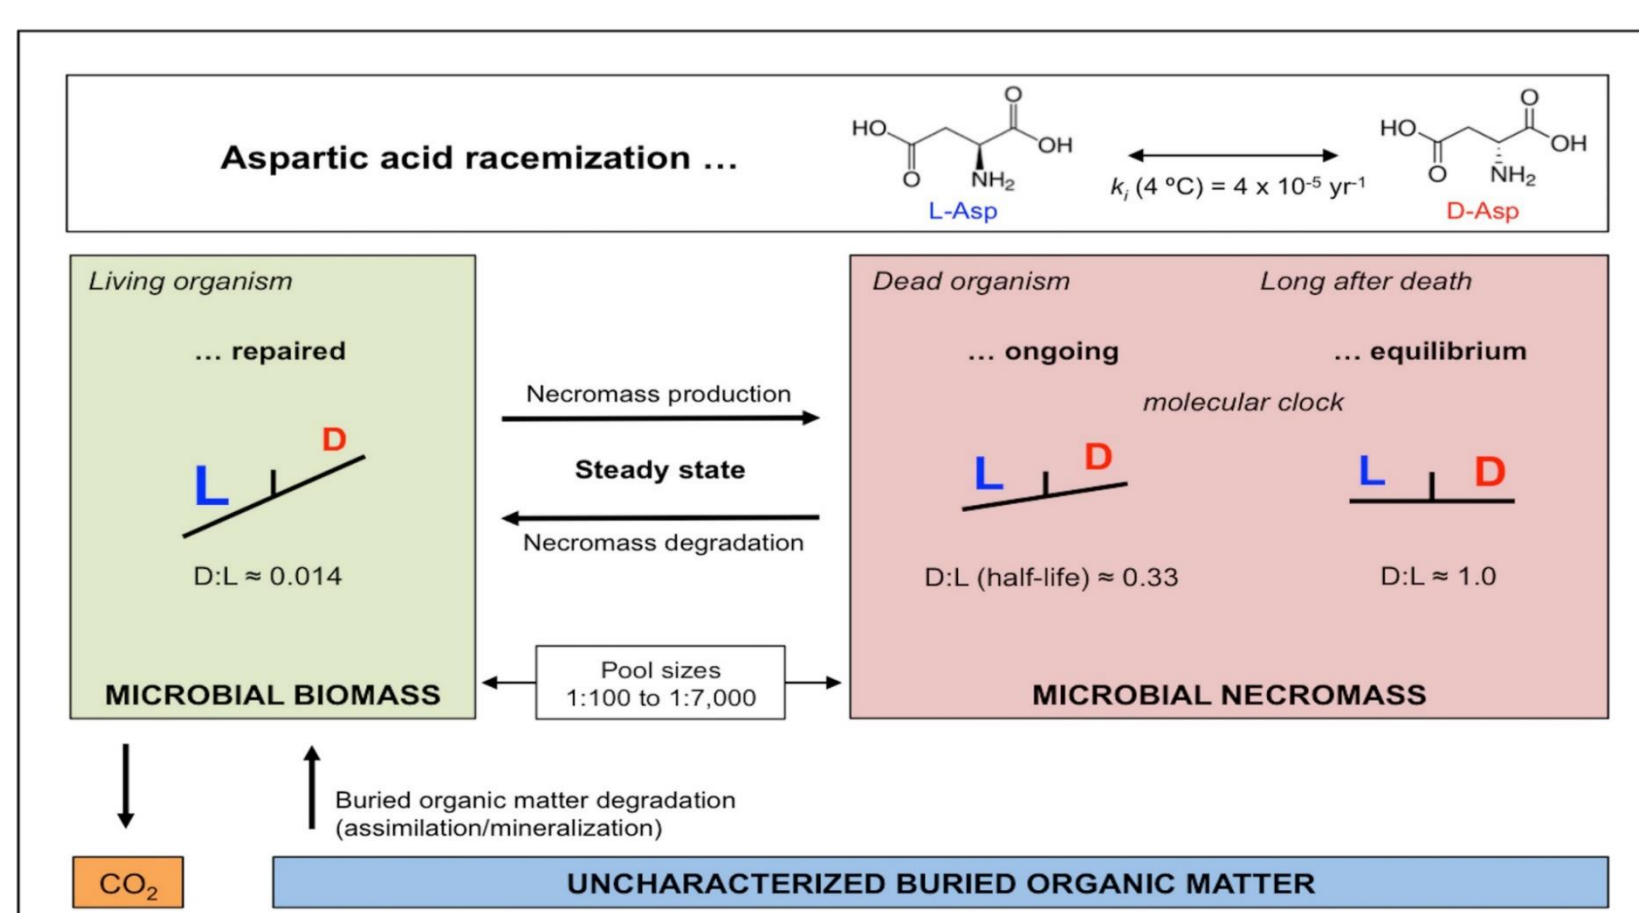 Aspartic acid racemization ...
HO
O
O
OH
NH₂
L-Asp
kᵢ (4 ºC) = 4 x 10⁻⁵ yr⁻¹
HO
O
O
OH
NH₂
D-Asp
Living organism
... repaired
L
D
D:L ≈ 0.014
MICROBIAL BIOMASS
Necromass production
Steady state
Necromass degradation
Pool sizes
1:100 to 1:7,000
Dead organism
Long after death
... ongoing
... equilibrium
molecular clock
L
D
L
D
D:L (half-life) ≈ 0.33
D:L ≈ 1.0
MICROBIAL NECROMASS
Buried organic matter degradation
(assimilation/mineralization)
CO₂
UNCHARACTERIZED BURIED ORGANIC MATTER